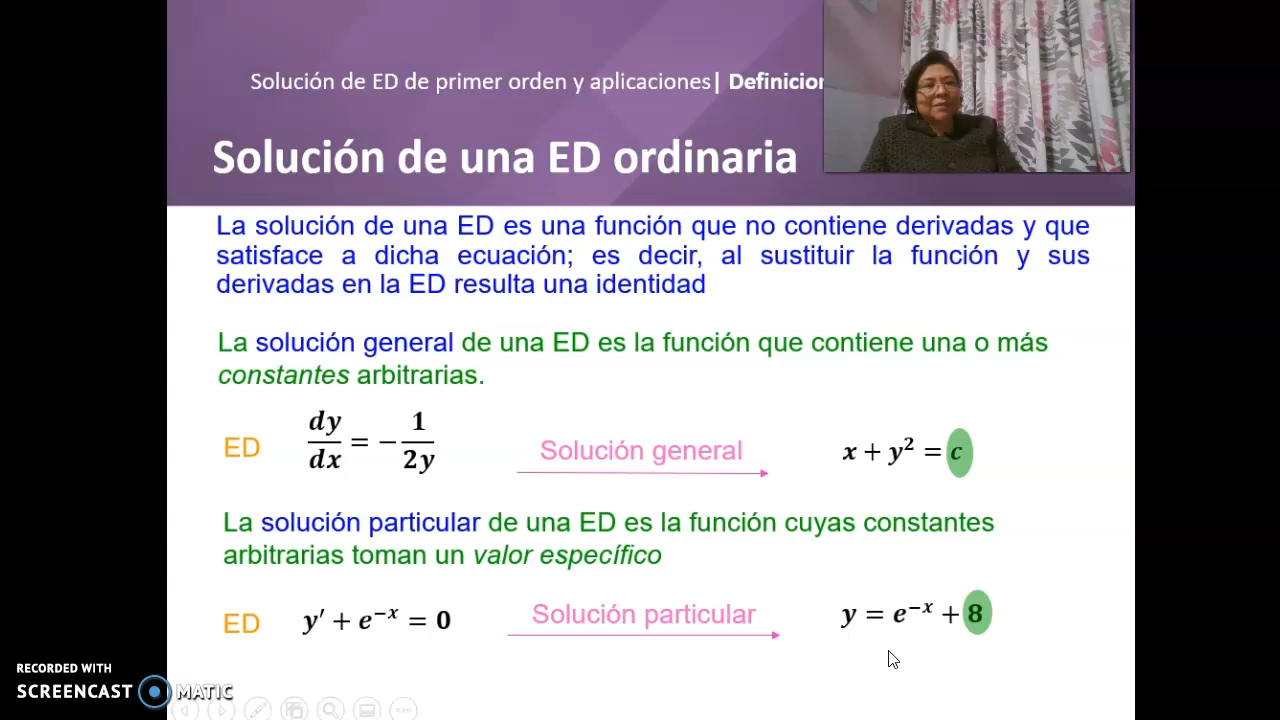 Solución de ED de primer orden y aplicaciones| Definicion
Solución de una ED ordinaria
La solución de una ED es una función que no contiene derivadas y que
satisface a dicha ecuación; es decir, al sustituir la función y sus
derivadas en la ED resulta una identidad
La solución general de una ED es la función que contiene una o más
constantes arbitrarias.
ED dy/dx = − 1/2y Solución general x + y² = c
La solución particular de una ED es la función cuyas constantes
arbitrarias toman un valor específico
ED y′ + e⁻ˣ = 0 Solución particular y = e⁻ˣ + 8
RECORDED WITH
SCREENCAST MATIC